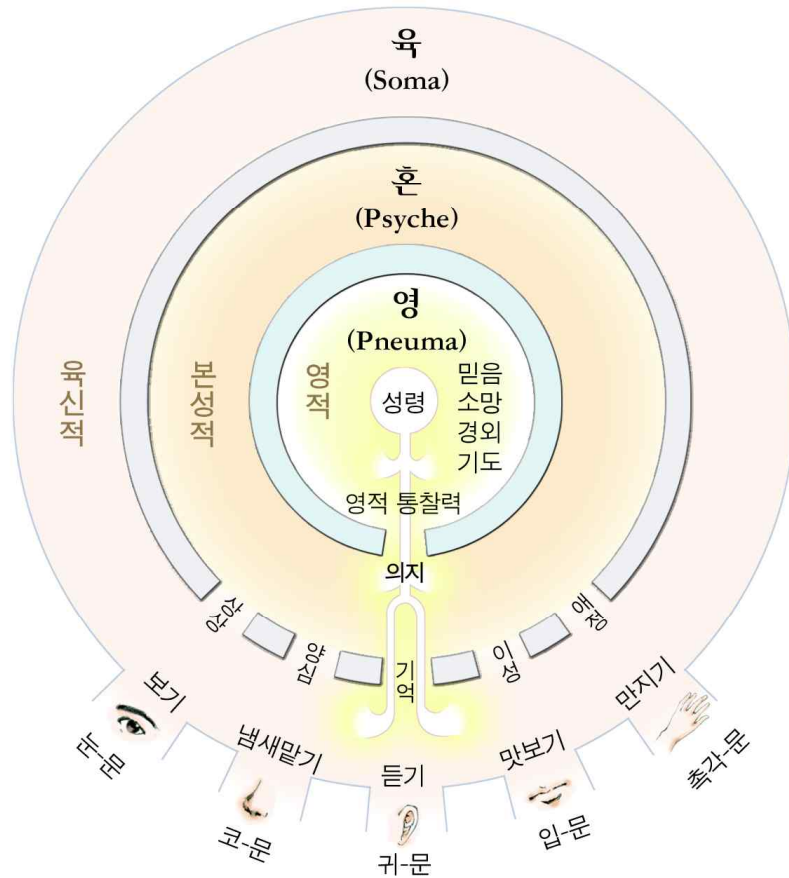 육
(Soma)
혼
(Psyche)
영
(Pneuma)
육신적
본성적
영적
믿음
소망
경외
기도
성령
영적 통찰력
의지
상상
양심
기억
이성
애정
보기
냄새맡기
듣기
맛보기
만지기
눈-문
코-문
귀-문
입-문
촉각-문